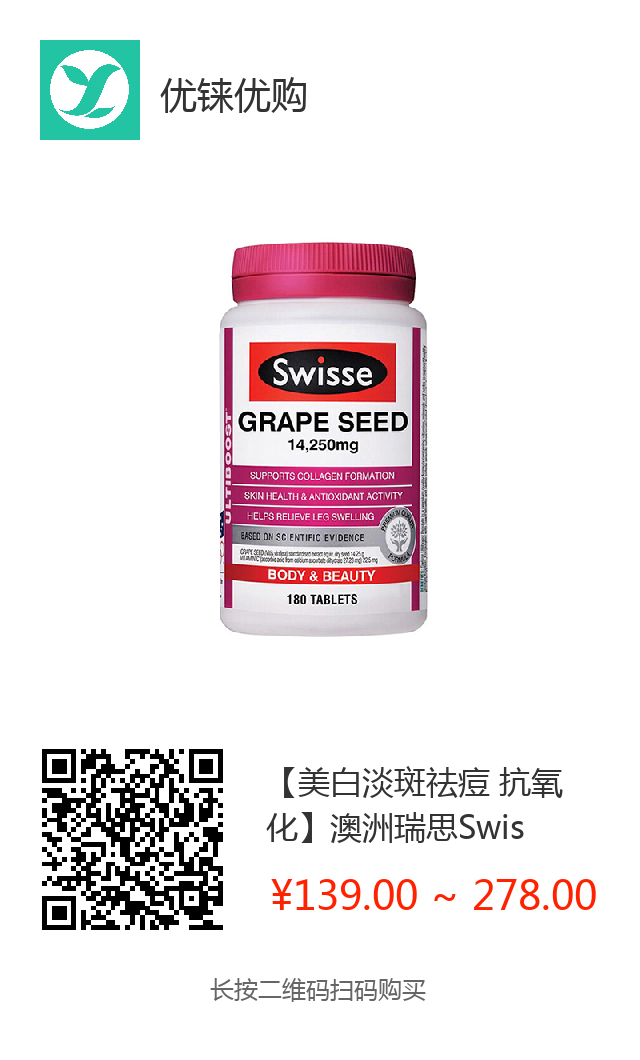 优铼优购
Swisse
GRAPE SEED
14,250mg
ULTIBOOST
SUPPORTS COLLAGEN FORMATION
SKIN HEALTH & ANTIOXIDANT ACTIVITY
HELPS RELIEVE LEG SWELLING
BASED ON SCIENTIFIC EVIDENCE
PREMIUM QUALITY
FORMULA
BODY & BEAUTY
180 TABLETS
【美白淡斑祛痘 抗氧
化】澳洲瑞思Swis
¥139.00 ~ 278.00
长按二维码扫码购买